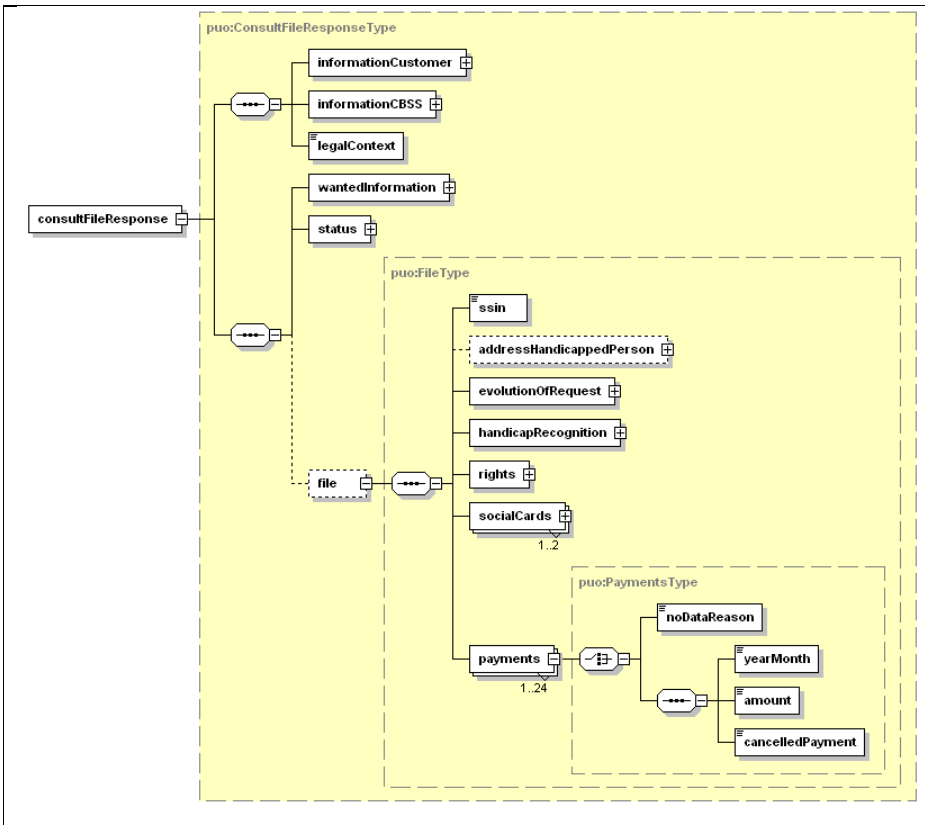 puo:ConsultFileResponseType
informationCustomer
informationCBSS
legalContext
wantedInformation
consultFileResponse
status
puo:FileType
ssin
addressHandicappedPerson
evolutionOfRequest
handicapRecognition
rights
file
socialCards
1..2
puo:PaymentsType
noDataReason
payments
yearMonth
1..24
amount
cancelledPayment